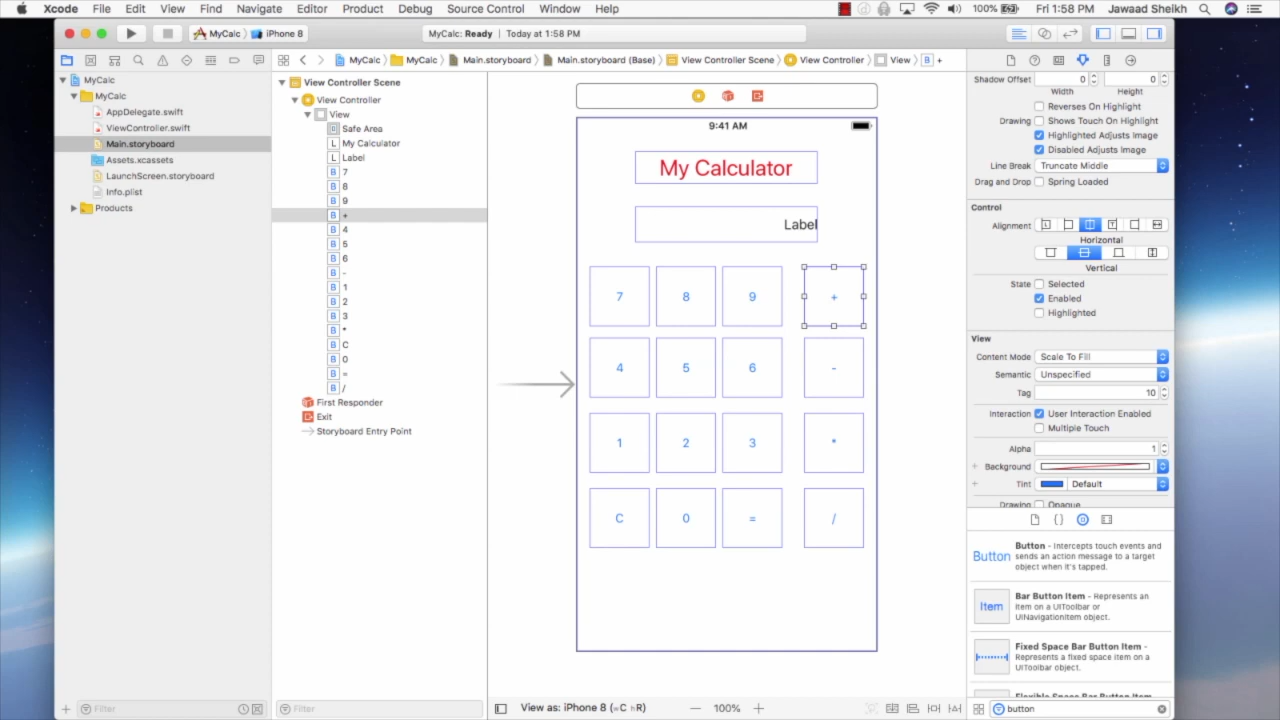 Xcode File Edit View Find Navigate Editor Product Debug Source Control Window Help 100% Fri 1:58 PM Jawaad Sheikh
MyCalc iPhone 8 MyCalc: Ready | Today at 1:58 PM
MyCalc MyCalc Main.storyboard Main.storyboard (Base) View Controller Scene View Controller View B +
MyCalc
MyCalc
AppDelegate.swift
ViewController.swift
Main.storyboard
Assets.xcassets
LaunchScreen.storyboard
Info.plist
Products
Filter
View Controller Scene
View Controller
View
Safe Area
L My Calculator
L Label
B 7
B 8
B 9
B +
B 4
B 5
B 6
B -
B 1
B 2
B 3
B *
B C
B 0
B =
B /
First Responder
Exit
Storyboard Entry Point
Filter
9:41 AM
My Calculator
Label
7 8 9 +
4 5 6 -
1 2 3 *
C 0 = /
View as: iPhone 8 (wC hR) 100%
Shadow Offset 0 0
Width Height
Reverses On Highlight
Drawing Shows Touch On Highlight
Highlighted Adjusts Image
Disabled Adjusts Image
Line Break Truncate Middle
Drag and Drop Spring Loaded
Control
Alignment
Horizontal
Vertical
State Selected
Enabled
Highlighted
View
Content Mode Scale To Fill
Semantic Unspecified
Tag 10
Interaction User Interaction Enabled
Multiple Touch
Alpha 1
Background
Tint Default
Drawing Opaque
Button Button - Intercepts touch events and
sends an action message to a target
object when it's tapped.
Item Bar Button Item - Represents an
item on a UIToolbar or
UINavigationItem object.
Fixed Space Bar Button Item -
Represents a fixed space item on a
UIToolbar object.
Flexible Space Bar Button Item
button